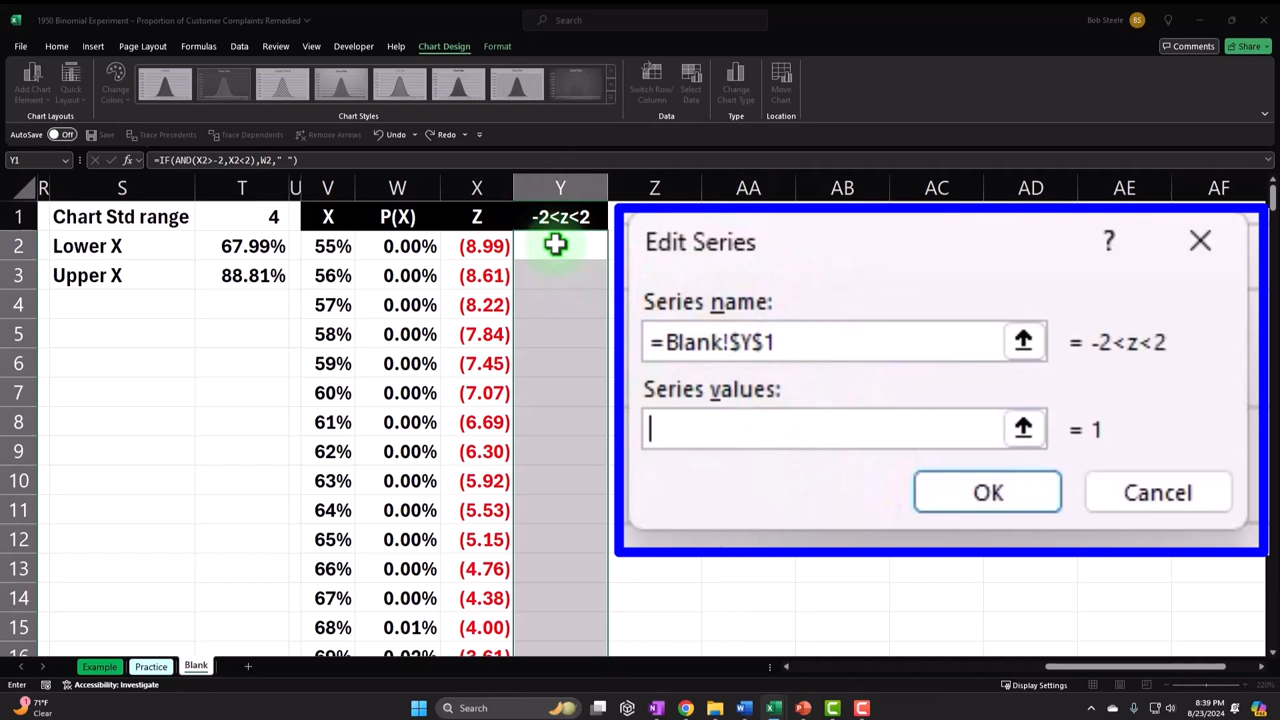 1950 Binomial Experiment – Proportion of Customer Complaints Remedied
Search
Bob Steele
BS
File Home Insert Page Layout Formulas Data Review View Developer Help Chart Design Format
Comments Share
Add Chart Element
Quick Layout
Change Colors
Switch Row/ Column
Select Data
Change Chart Type
Move Chart
Chart Layouts Chart Styles Data Type Location
AutoSave Off Save Trace Precedents Trace Dependents Remove Arrows Undo Redo
Y1 fx =IF(AND(X2>-2,X2<2),W2," ")
R S T U V W X Y Z AA AB AC AD AE AF
1 Chart Std range 4 X P(X) Z -2<z<2
2 Lower X 67.99% 55% 0.00% (8.99)
3 Upper X 88.81% 56% 0.00% (8.61)
4 57% 0.00% (8.22)
5 58% 0.00% (7.84)
6 59% 0.00% (7.45)
7 60% 0.00% (7.07)
8 61% 0.00% (6.69)
9 62% 0.00% (6.30)
10 63% 0.00% (5.92)
11 64% 0.00% (5.53)
12 65% 0.00% (5.15)
13 66% 0.00% (4.76)
14 67% 0.00% (4.38)
15 68% 0.01% (4.00)
Edit Series ?
Series name:
=Blank!$Y$1 = -2<z<2
Series values:
= 1
OK Cancel
Example Practice Blank
Enter Accessibility: Investigate Display Settings 220%
71°F
Clear
Search
8:39 PM
8/23/2024